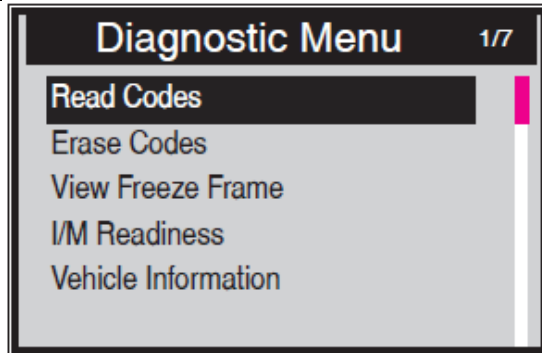 Diagnostic Menu 1/7
Read Codes
Erase Codes
View Freeze Frame
I/M Readiness
Vehicle Information